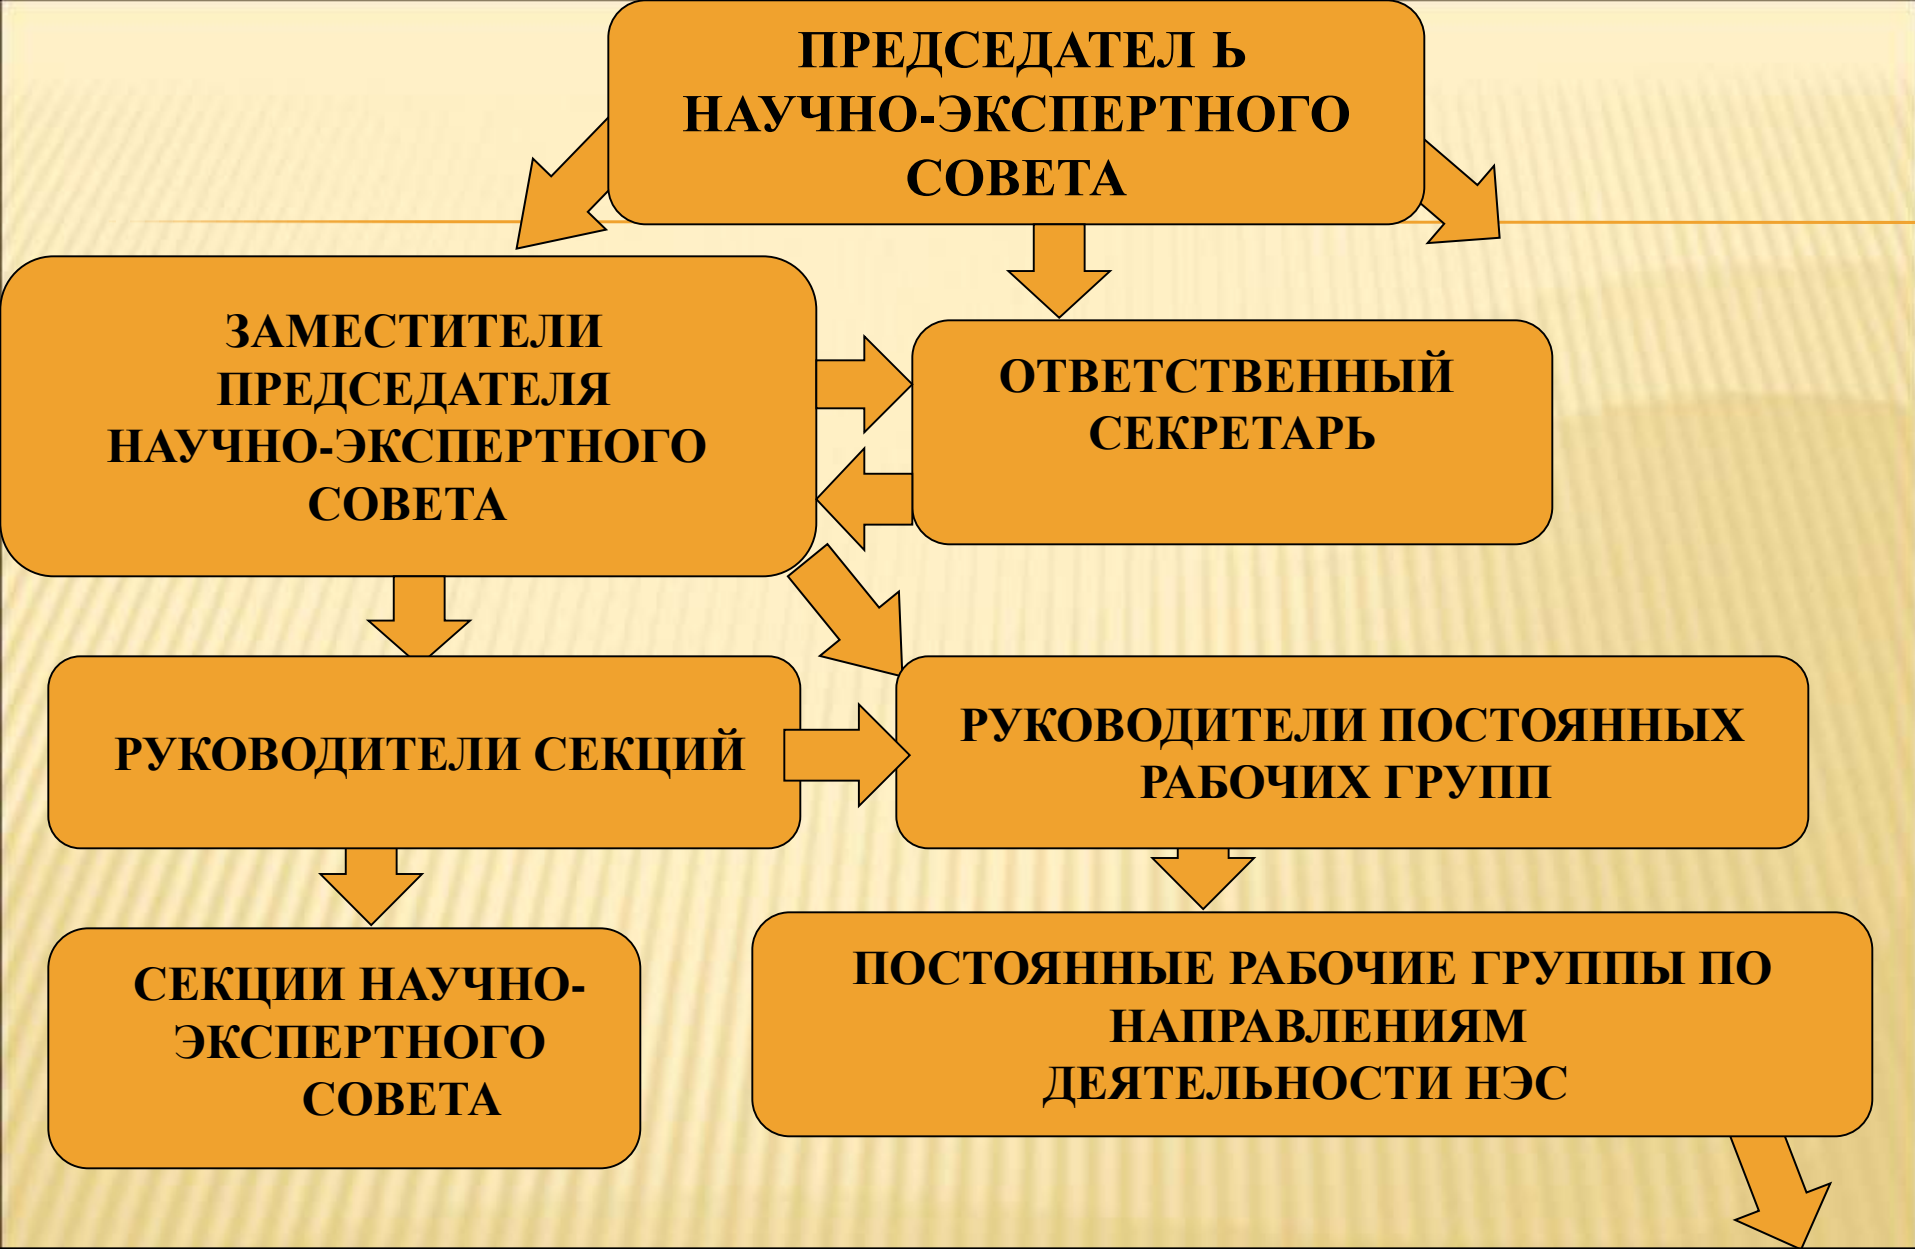 ПРЕДСЕДАТЕЛ Ь
НАУЧНО-ЭКСПЕРТНОГО
СОВЕТА
ЗАМЕСТИТЕЛИ
ПРЕДСЕДАТЕЛЯ
НАУЧНО-ЭКСПЕРТНОГО
СОВЕТА
ОТВЕТСТВЕННЫЙ
СЕКРЕТАРЬ
РУКОВОДИТЕЛИ СЕКЦИЙ
РУКОВОДИТЕЛИ ПОСТОЯННЫХ
РАБОЧИХ ГРУПП
СЕКЦИИ НАУЧНО-
ЭКСПЕРТНОГО
СОВЕТА
ПОСТОЯННЫЕ РАБОЧИЕ ГРУППЫ ПО
НАПРАВЛЕНИЯМ
ДЕЯТЕЛЬНОСТИ НЭС